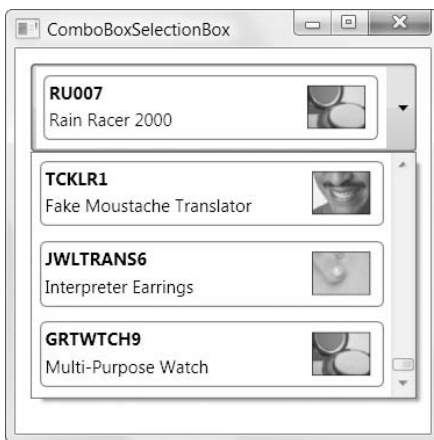 ComboBoxSelectionBox
RU007
Rain Racer 2000
TCKLR1
Fake Moustache Translator
JWLTRANS6
Interpreter Earrings
GRTWTCH9
Multi-Purpose Watch